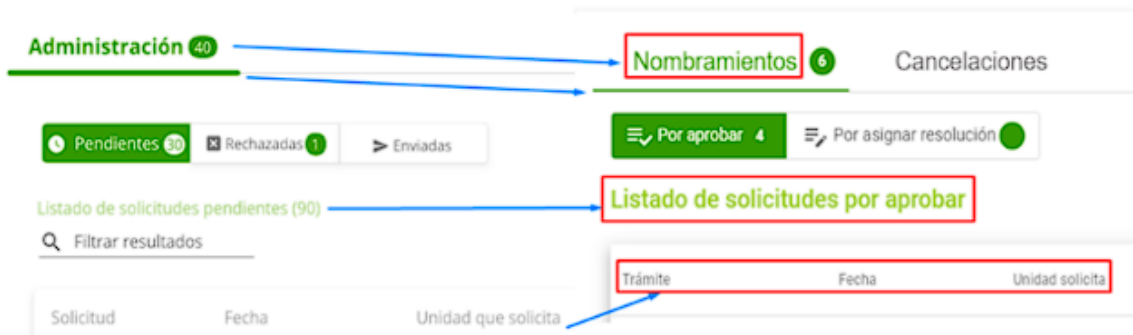 Administración 40
Pendientes 30 Rechazadas 1 Enviadas
Listado de solicitudes pendientes (90)
Filtrar resultados
Solicitud Fecha Unidad que solicita
Nombramientos 6 Cancelaciones
Por aprobar 4 Por asignar resolución
Listado de solicitudes por aprobar
Trámite Fecha Unidad solicita